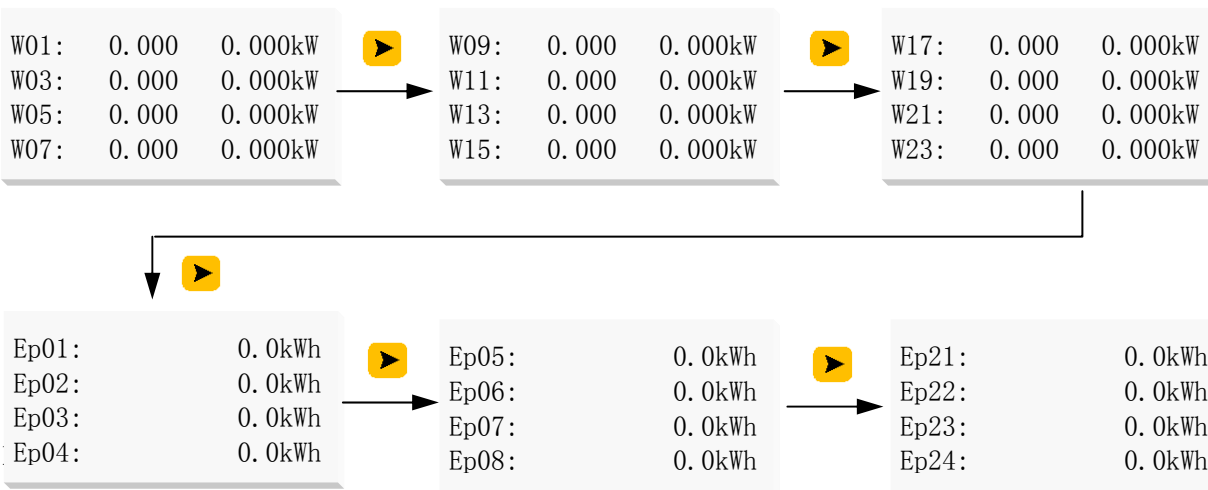 W01: 0.000 0.000kW
W03: 0.000 0.000kW
W05: 0.000 0.000kW
W07: 0.000 0.000kW
W09: 0.000 0.000kW
W11: 0.000 0.000kW
W13: 0.000 0.000kW
W15: 0.000 0.000kW
W17: 0.000 0.000kW
W19: 0.000 0.000kW
W21: 0.000 0.000kW
W23: 0.000 0.000kW
Ep01: 0.0kWh
Ep02: 0.0kWh
Ep03: 0.0kWh
Ep04: 0.0kWh
Ep05: 0.0kWh
Ep06: 0.0kWh
Ep07: 0.0kWh
Ep08: 0.0kWh
Ep21: 0.0kWh
Ep22: 0.0kWh
Ep23: 0.0kWh
Ep24: 0.0kWh